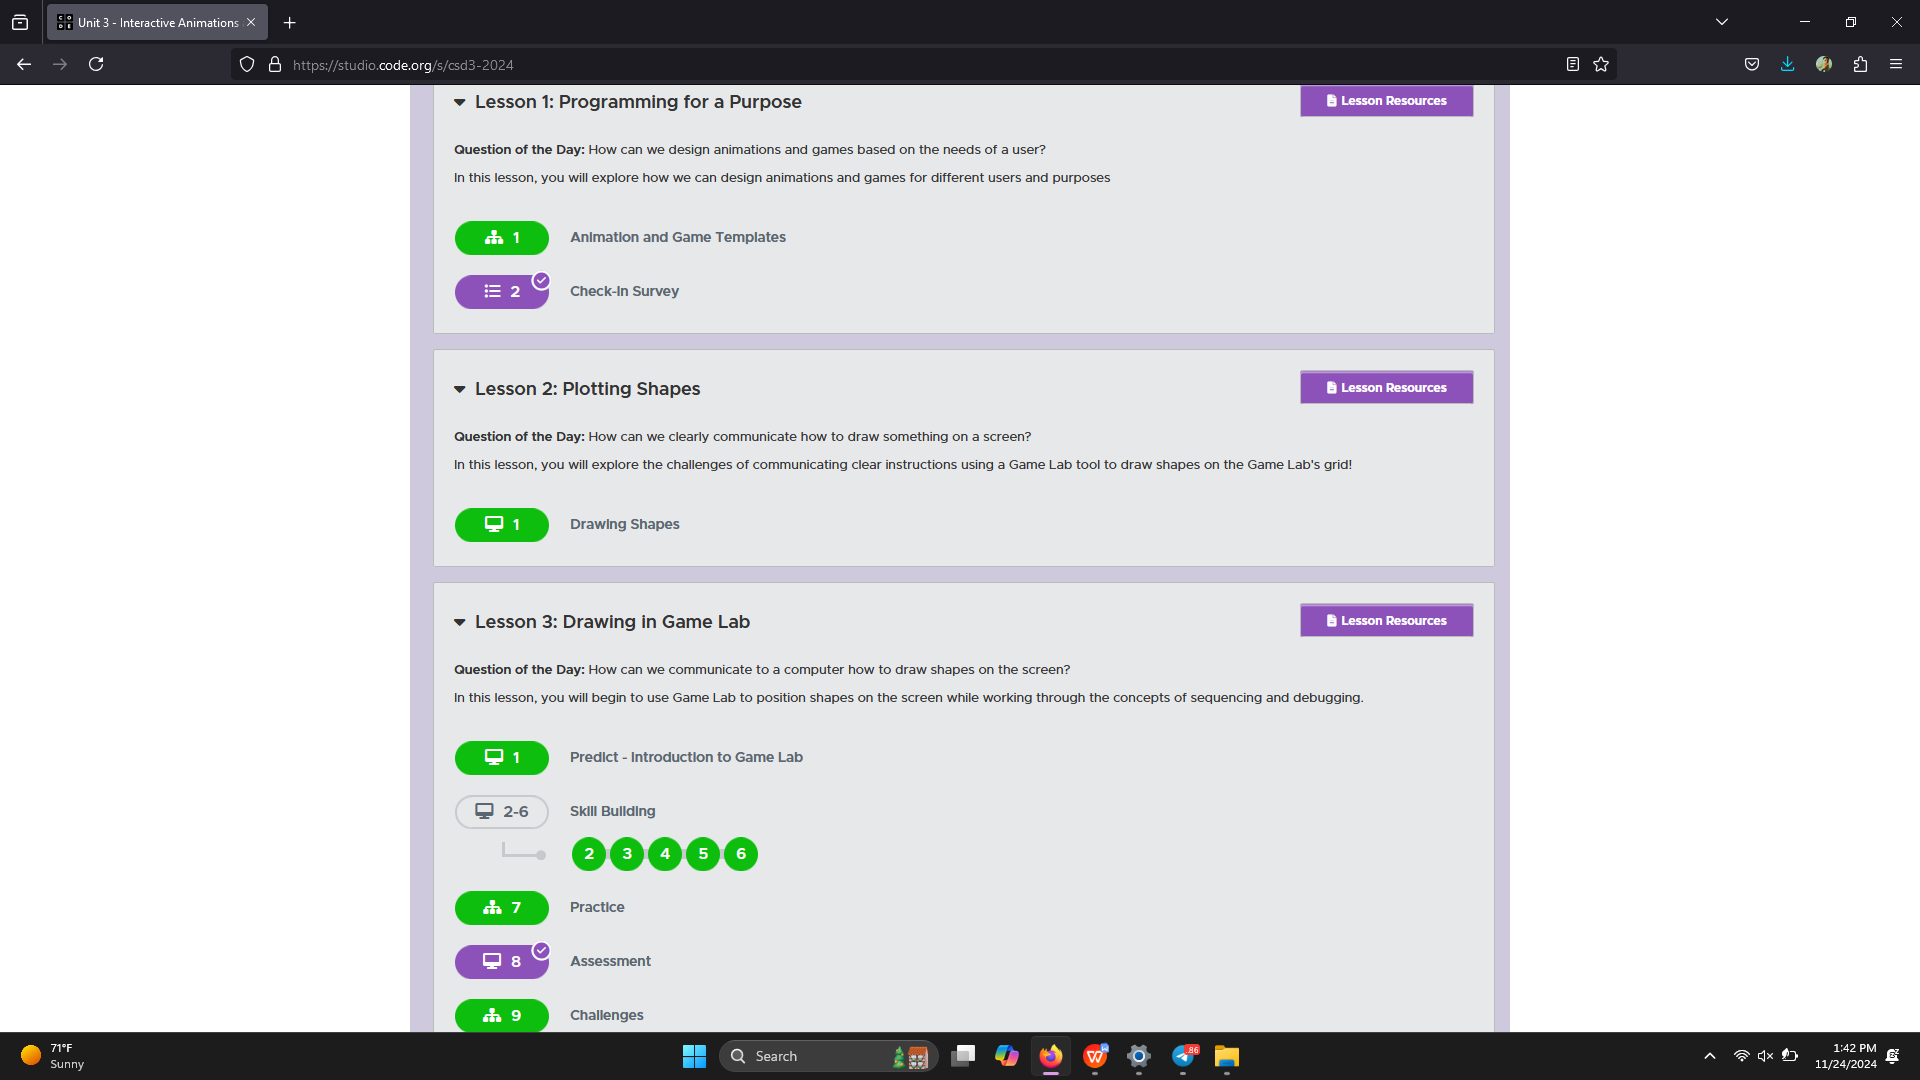 Unit 3 - Interactive Animations
https://studio.code.org/s/csd3-2024
Lesson 1: Programming for a Purpose
Lesson Resources
Question of the Day: How can we design animations and games based on the needs of a user?
In this lesson, you will explore how we can design animations and games for different users and purposes
1 Animation and Game Templates
2 Check-In Survey
Lesson 2: Plotting Shapes
Lesson Resources
Question of the Day: How can we clearly communicate how to draw something on a screen?
In this lesson, you will explore the challenges of communicating clear instructions using a Game Lab tool to draw shapes on the Game Lab's grid!
1 Drawing Shapes
Lesson 3: Drawing in Game Lab
Lesson Resources
Question of the Day: How can we communicate to a computer how to draw shapes on the screen?
In this lesson, you will begin to use Game Lab to position shapes on the screen while working through the concepts of sequencing and debugging.
1 Predict - Introduction to Game Lab
2-6 Skill Building
2 3 4 5 6
7 Practice
8 Assessment
9 Challenges
71°F
Sunny
Search
86
1:42 PM
11/24/2024